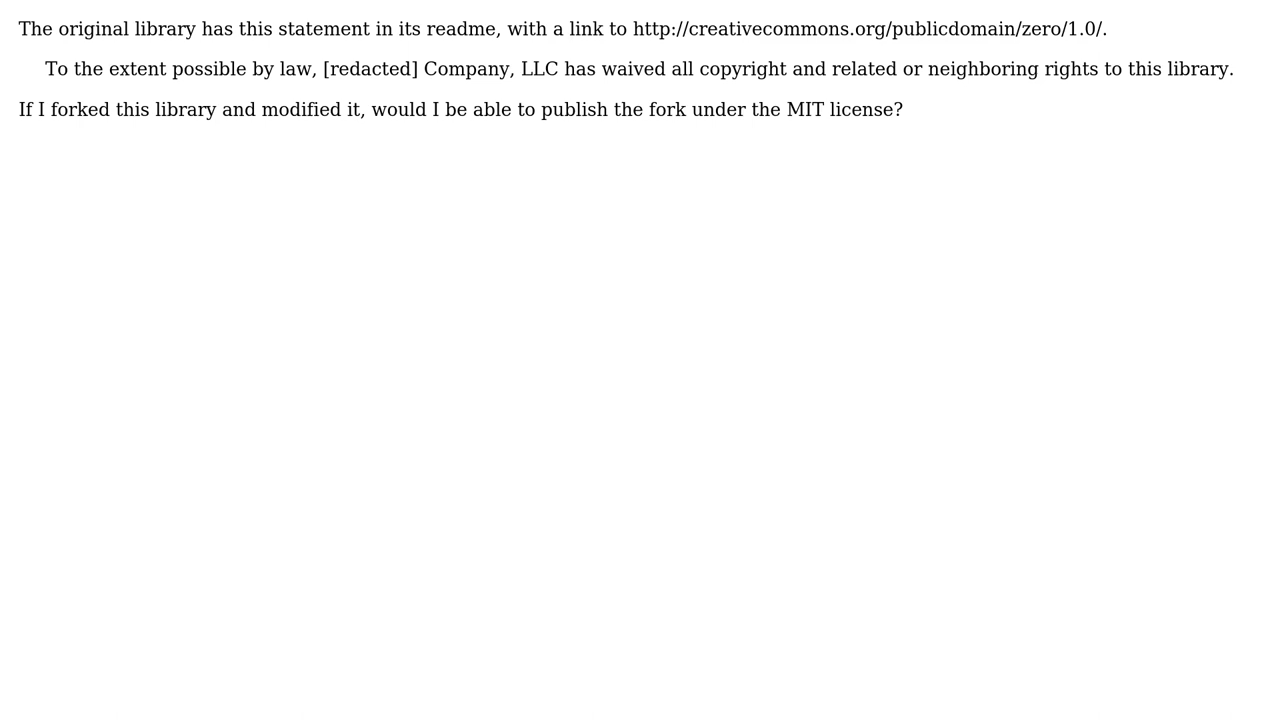 The original library has this statement in its readme, with a link to http://creativecommons.org/publicdomain/zero/1.0/.
To the extent possible by law, [redacted] Company, LLC has waived all copyright and related or neighboring rights to this library.
If I forked this library and modified it, would I be able to publish the fork under the MIT license?